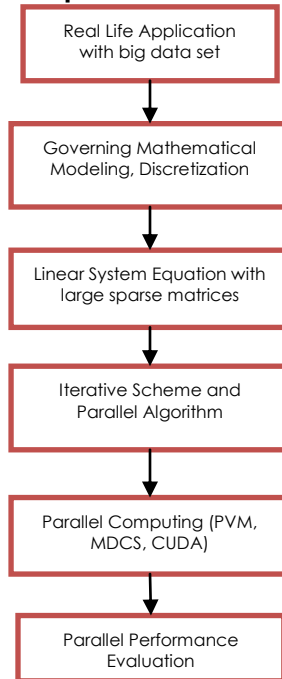 Real Life Application
with big data set
Governing Mathematical
Modeling, Discretization
Linear System Equation with
large sparse matrices
Iterative Scheme and
Parallel Algorithm
Parallel Computing (PVM,
MDCS, CUDA)
Parallel Performance
Evaluation